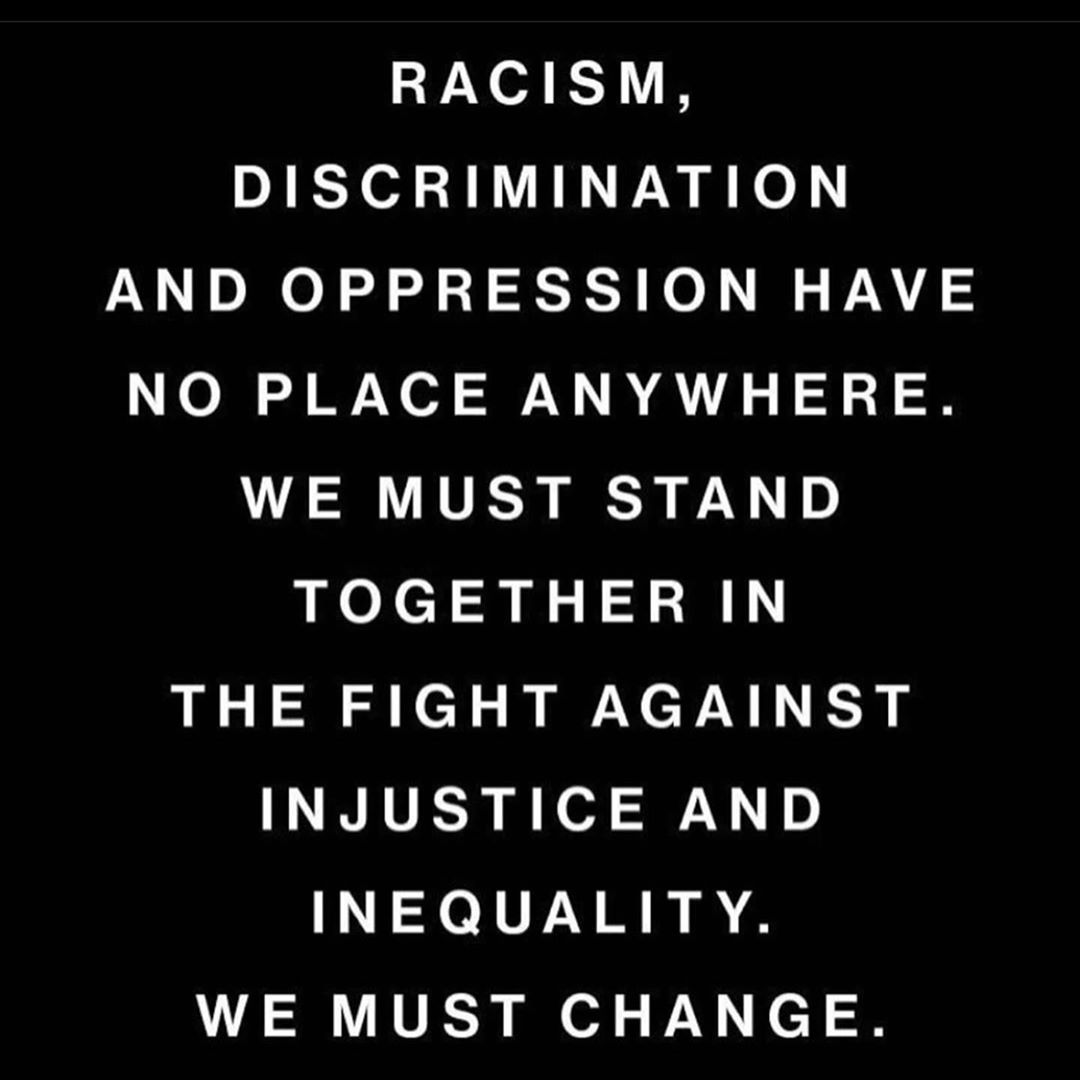 RACISM,
DISCRIMINATION
AND OPPRESSION HAVE
NO PLACE ANYWHERE.
WE MUST STAND
TOGETHER IN
THE FIGHT AGAINST
INJUSTICE AND
INEQUALITY.
WE MUST CHANGE.